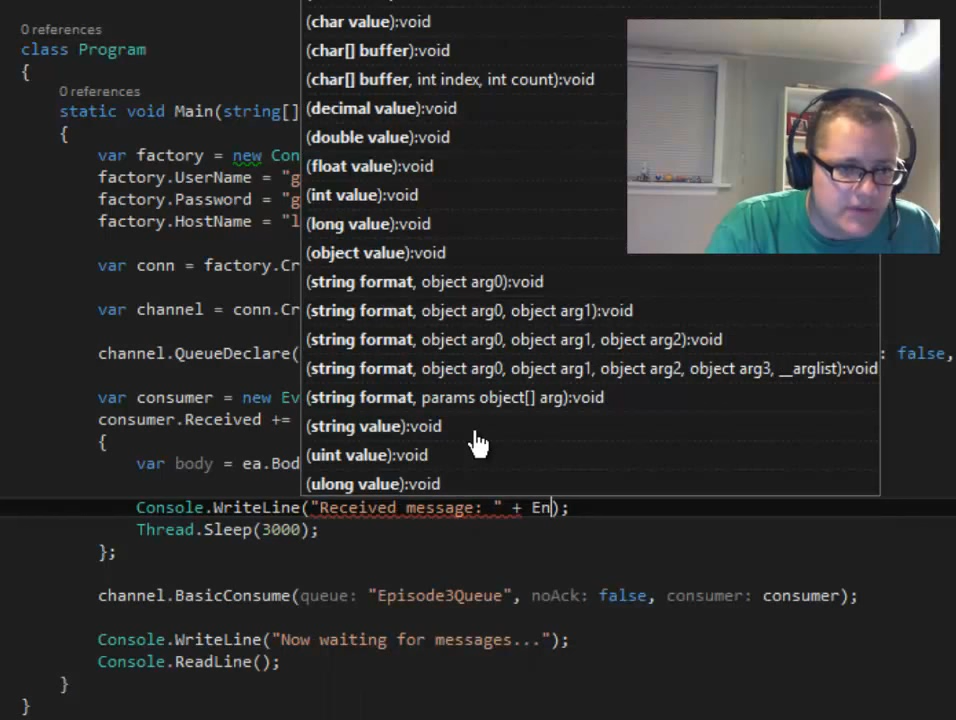 (char value):void
0 references
class Program
(char[] buffer):void
{
(char[] buffer, int index, int count):void
0 references
static void Main(string[]
(decimal value):void
{
(double value):void
var factory = new Con
(float value):void
factory.UserName = "g
(int value):void
factory.Password = "g
factory.HostName = "l
(long value):void
(object value):void
var conn = factory.Cr
(string format, object arg0):void
var channel = conn.Cr
(string format, object arg0, object arg1):void
(string format, object arg0, object arg1, object arg2):void
channel.QueueDeclare( : false,
(string format, object arg0, object arg1, object arg2, object arg3, __arglist):void
var consumer = new Ev
(string format, params object[] arg):void
consumer.Received +=
(string value):void
{
(uint value):void
var body = ea.Bod
(ulong value):void
Console.WriteLine("Received message: " + En);
Thread.Sleep(3000);
};
channel.BasicConsume(queue: "Episode3Queue", noAck: false, consumer: consumer);
Console.WriteLine("Now waiting for messages...");
Console.ReadLine();
}
}